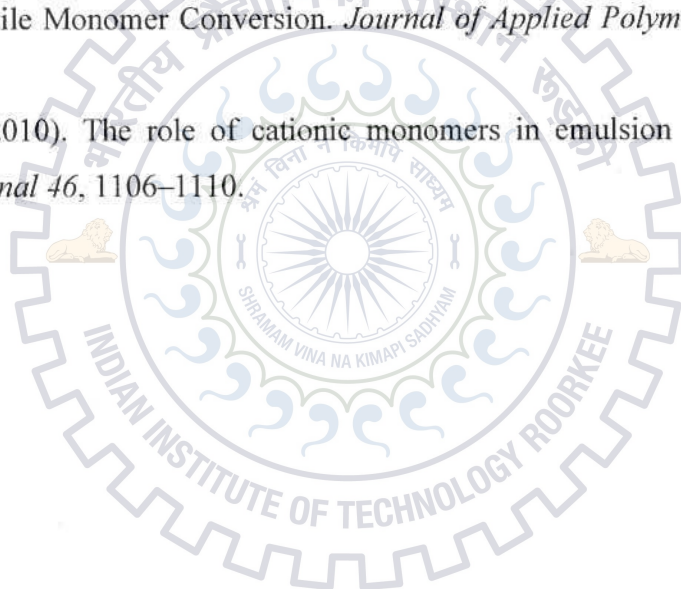 ile Monomer Conversion. Journal of Applied Polym
010). The role of cationic monomers in emulsion
nal 46, 1106–1110.
श्रमं विना न किमपि साध्यम्
SHRAMAM VINA NA KIMAPI SADHYAM
INDIAN INSTITUTE OF TECHNOLOGY ROORKEE